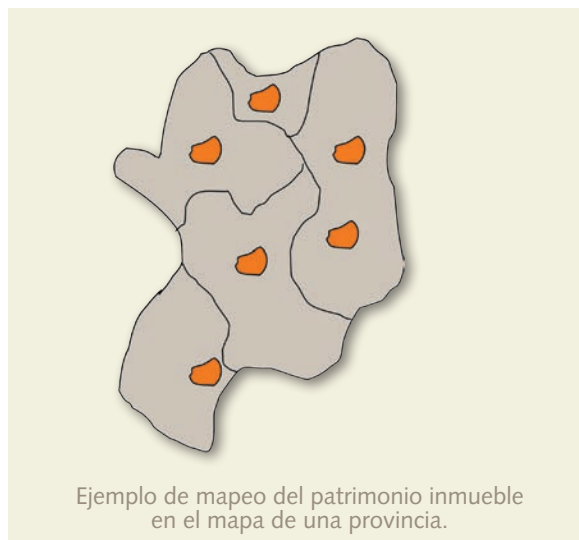 Ejemplo de mapeo del patrimonio inmueble
en el mapa de una provincia.